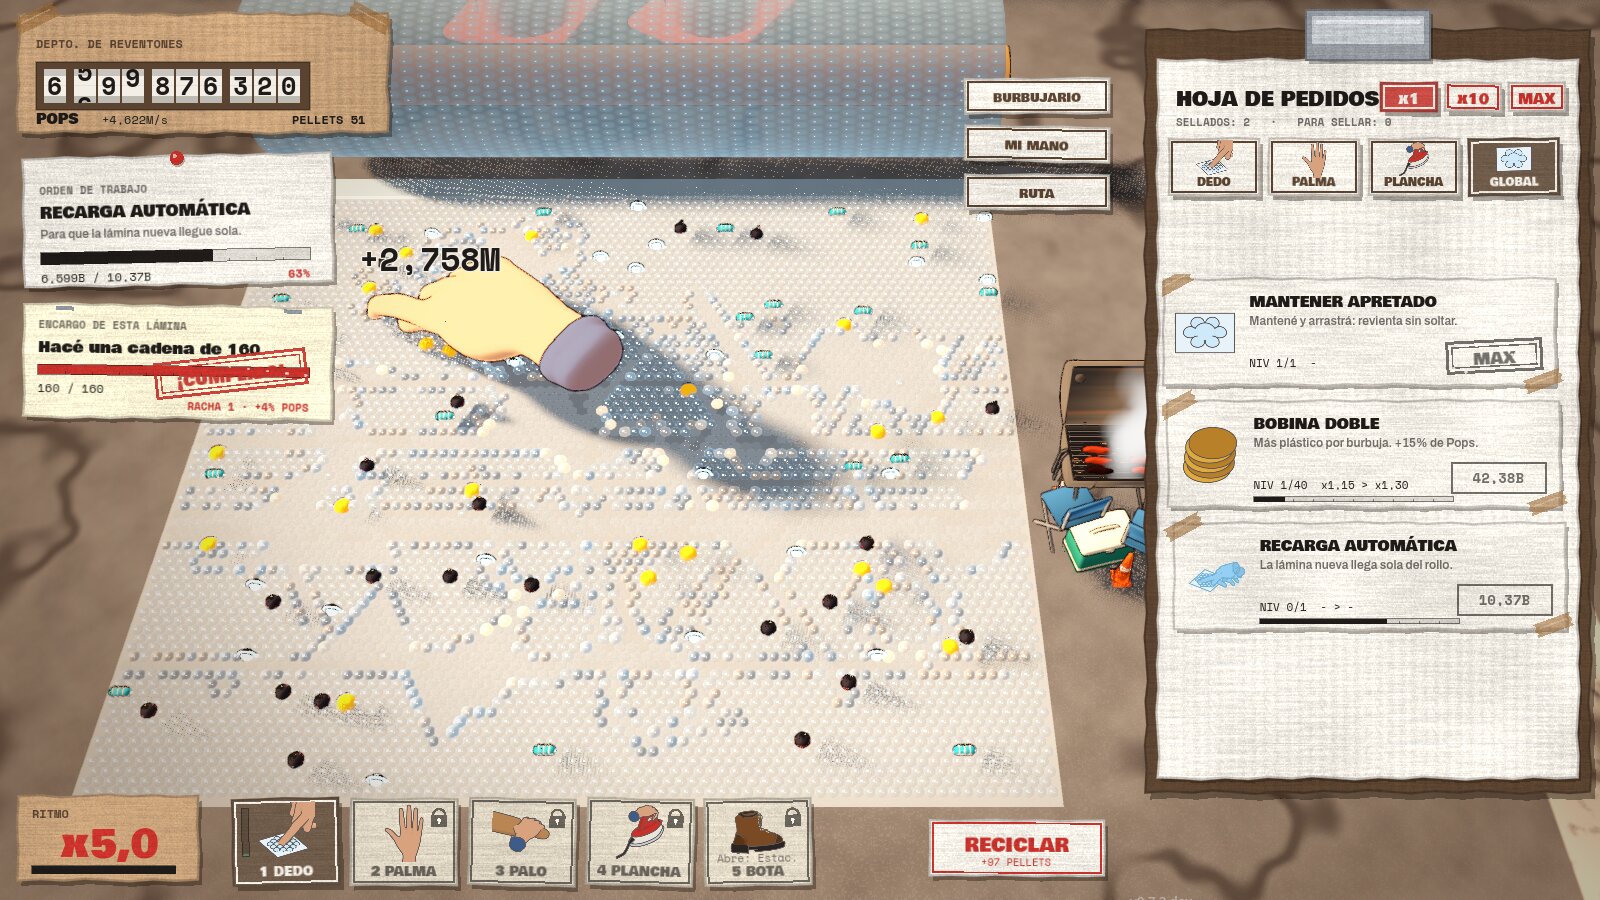 DEPTO. DE REVENTONES
POPS +4,622M/s PELLETS 51
ORDEN DE TRABAJO
RECARGA AUTOMÁTICA
Para que la lámina nueva llegue sola.
6,599B / 10,37B 63%
ENCARGO DE ESTA LÁMINA
Hacé una cadena de 160
160 / 160
RACHA 1 · +4% POPS
+2,758M
BURBUJARIO
MI MANO
RUTA
HOJA DE PEDIDOS x1 x10 MAX
SELLADOS: 2 · PARA SELLAR: 0
DEDO PALMA PLANCHA GLOBAL
MANTENER APRETADO
Mantené y arrastrá: revienta sin soltar.
NIV 1/1 - MAX
BOBINA DOBLE
Más plástico por burbuja. +15% de Pops.
NIV 1/40 x1,15 > x1,30 42,38B
RECARGA AUTOMÁTICA
La lámina nueva llega sola del rollo.
NIV 0/1 - > - 10,37B
RITMO
x5,0
1 DEDO
2 PALMA
3 PALO
4 PLANCHA
Abre: Estac.
5 BOTA
RECICLAR
+97 PELLETS